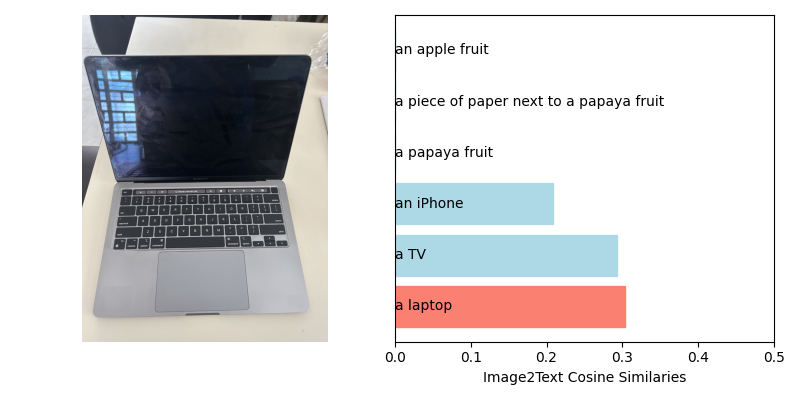 an apple fruit
a piece of paper next to a papaya fruit
a papaya fruit
an iPhone
a TV
a laptop
0.0 0.1 0.2 0.3 0.4 0.5
Image2Text Cosine Similaries